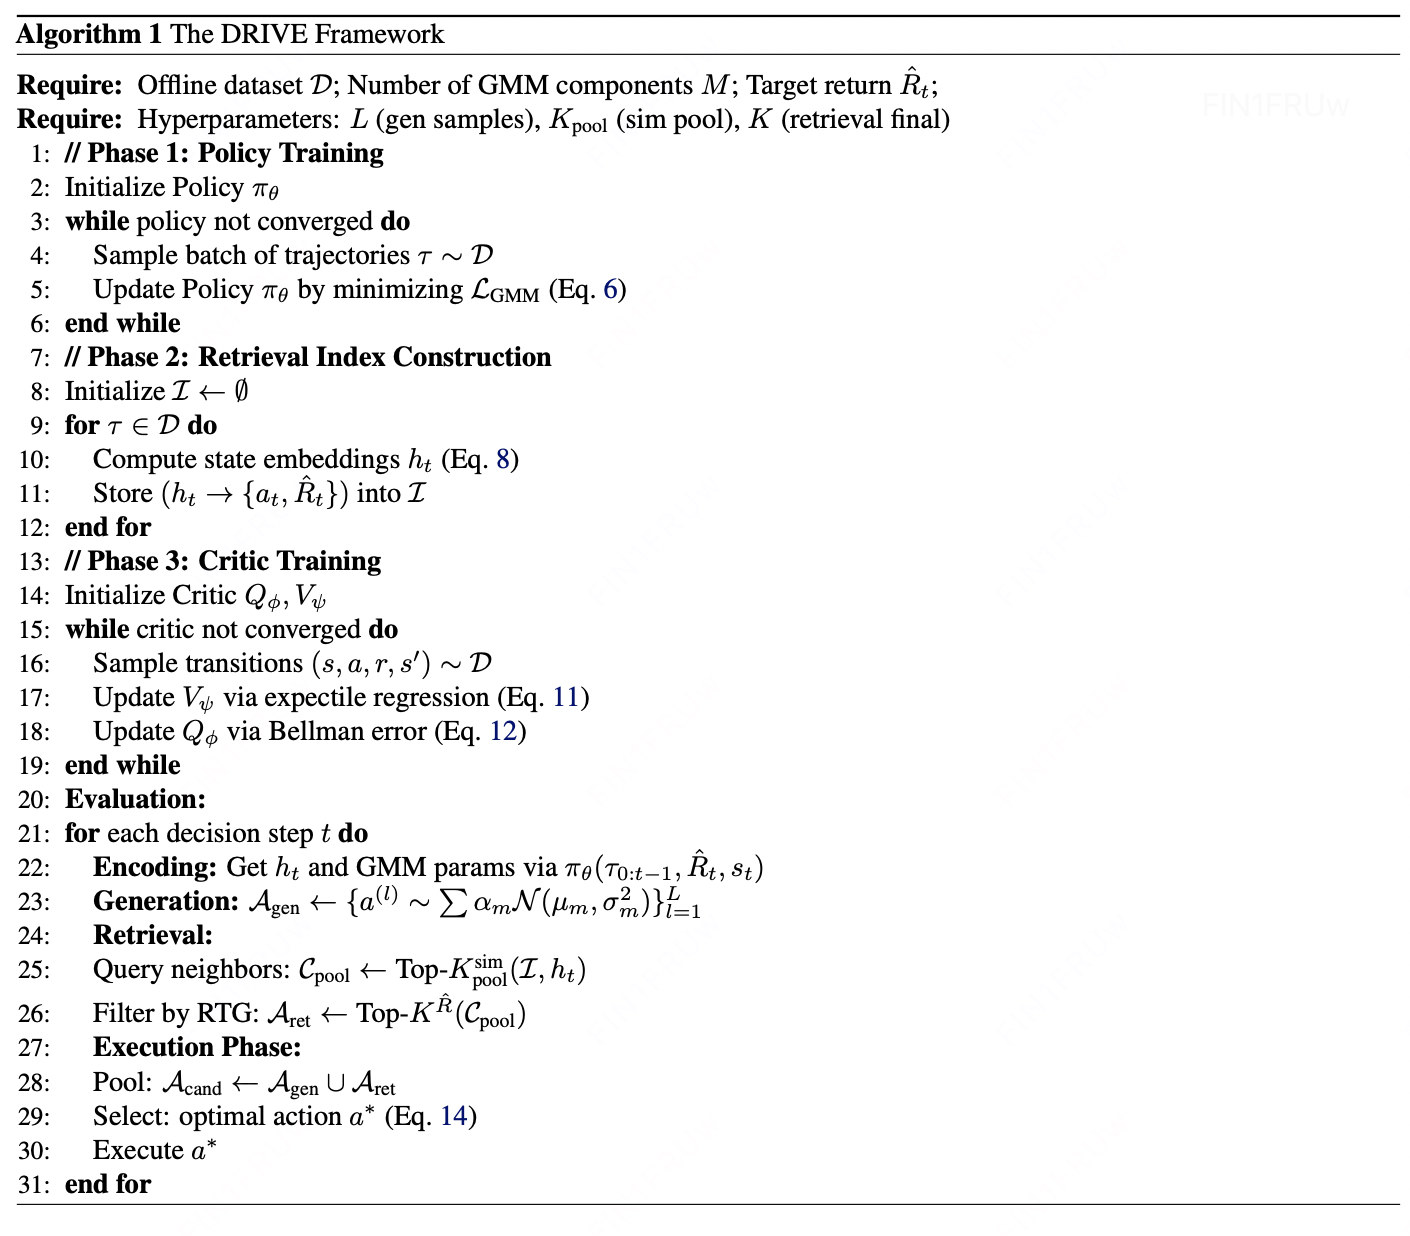 Algorithm 1 The DRIVE Framework
FIN1FRUw
Require: Offline dataset 𝒟; Number of GMM components M; Target return R̂_t;
Require: Hyperparameters: L (gen samples), K_pool (sim pool), K (retrieval final)
1: // Phase 1: Policy Training
2: Initialize Policy π_θ
3: while policy not converged do
4: Sample batch of trajectories τ ∼ 𝒟
5: Update Policy π_θ by minimizing ℒ_GMM (Eq. 6)
6: end while
7: // Phase 2: Retrieval Index Construction
8: Initialize ℐ ← ∅
9: for τ ∈ 𝒟 do
10: Compute state embeddings h_t (Eq. 8)
11: Store (h_t → {a_t, R̂_t}) into ℐ
12: end for
13: // Phase 3: Critic Training
14: Initialize Critic Q_ϕ, V_ψ
15: while critic not converged do
16: Sample transitions (s, a, r, s′) ∼ 𝒟
17: Update V_ψ via expectile regression (Eq. 11)
18: Update Q_ϕ via Bellman error (Eq. 12)
19: end while
20: Evaluation:
21: for each decision step t do
22: Encoding: Get h_t and GMM params via π_θ(τ_{0:t−1}, R̂_t, s_t)
23: Generation: 𝒜_gen ← {a^{(l)} ∼ ∑ α_m 𝒩(μ_m, σ_m^2)}_{l=1}^L
24: Retrieval:
25: Query neighbors: 𝒞_pool ← Top-K_pool^sim(ℐ, h_t)
26: Filter by RTG: 𝒜_ret ← Top-K^R̂(𝒞_pool)
27: Execution Phase:
28: Pool: 𝒜_cand ← 𝒜_gen ∪ 𝒜_ret
29: Select: optimal action a* (Eq. 14)
30: Execute a*
31: end for